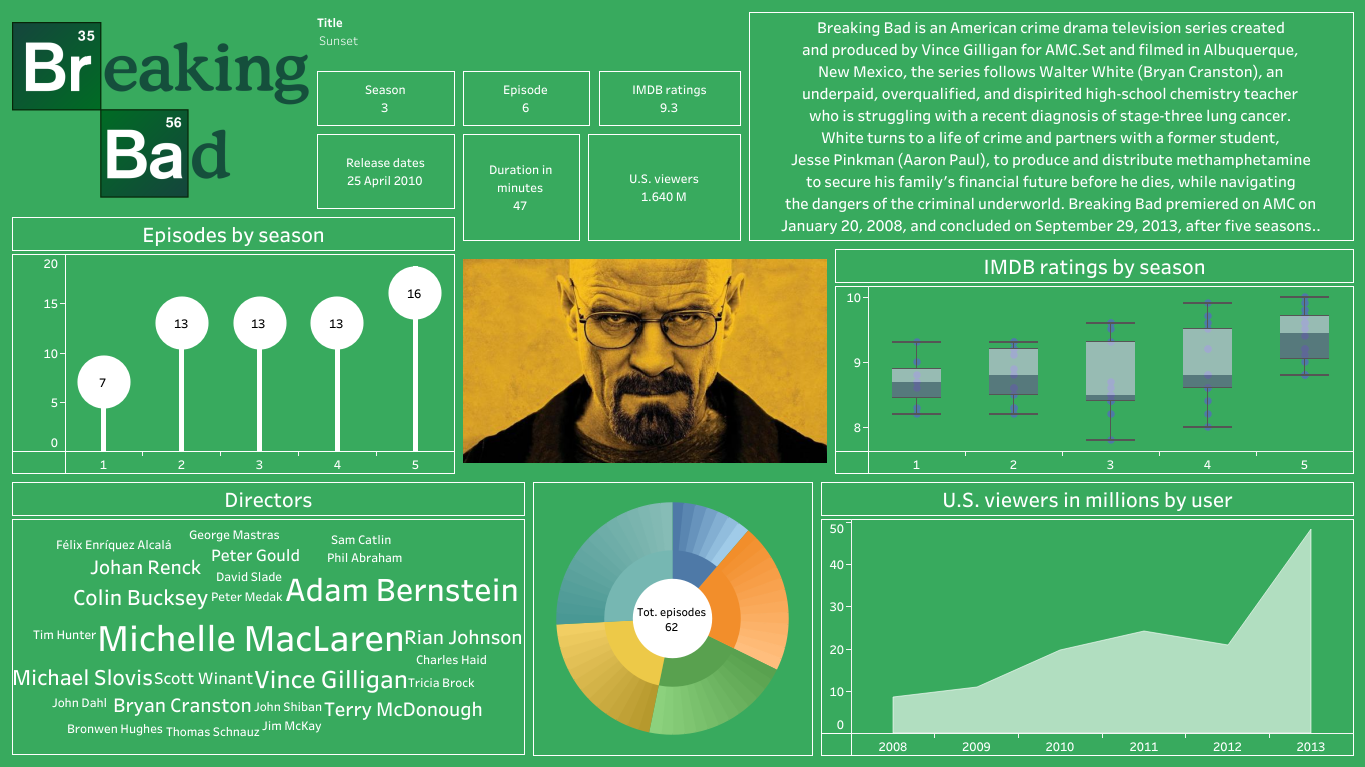 35
Breaking
56
Bad
Title
Sunset
Season
3
Episode
6
IMDB ratings
9.3
Release dates
25 April 2010
Duration in
minutes
47
U.S. viewers
1.640 M
Breaking Bad is an American crime drama television series created
and produced by Vince Gilligan for AMC.Set and filmed in Albuquerque,
New Mexico, the series follows Walter White (Bryan Cranston), an
underpaid, overqualified, and dispirited high-school chemistry teacher
who is struggling with a recent diagnosis of stage-three lung cancer.
White turns to a life of crime and partners with a former student,
Jesse Pinkman (Aaron Paul), to produce and distribute methamphetamine
to secure his family’s financial future before he dies, while navigating
the dangers of the criminal underworld. Breaking Bad premiered on AMC on
January 20, 2008, and concluded on September 29, 2013, after five seasons..
Episodes by season
20
15
10
5
0
7
13
13
13
16
1 2 3 4 5
IMDB ratings by season
10
9
8
1 2 3 4 5
Directors
George Mastras
Félix Enríquez Alcalá
Sam Catlin
Peter Gould
Phil Abraham
Johan Renck
David Slade
Adam Bernstein
Colin Bucksey
Peter Medak
Tim Hunter
Michelle MacLaren
Rian Johnson
Charles Haid
Michael Slovis
Scott Winant
Vince Gilligan
Tricia Brock
John Dahl
Bryan Cranston
John Shiban
Terry McDonough
Bronwen Hughes
Thomas Schnauz
Jim McKay
Tot. episodes
62
U.S. viewers in millions by user
50
40
30
20
10
0
2008 2009 2010 2011 2012 2013